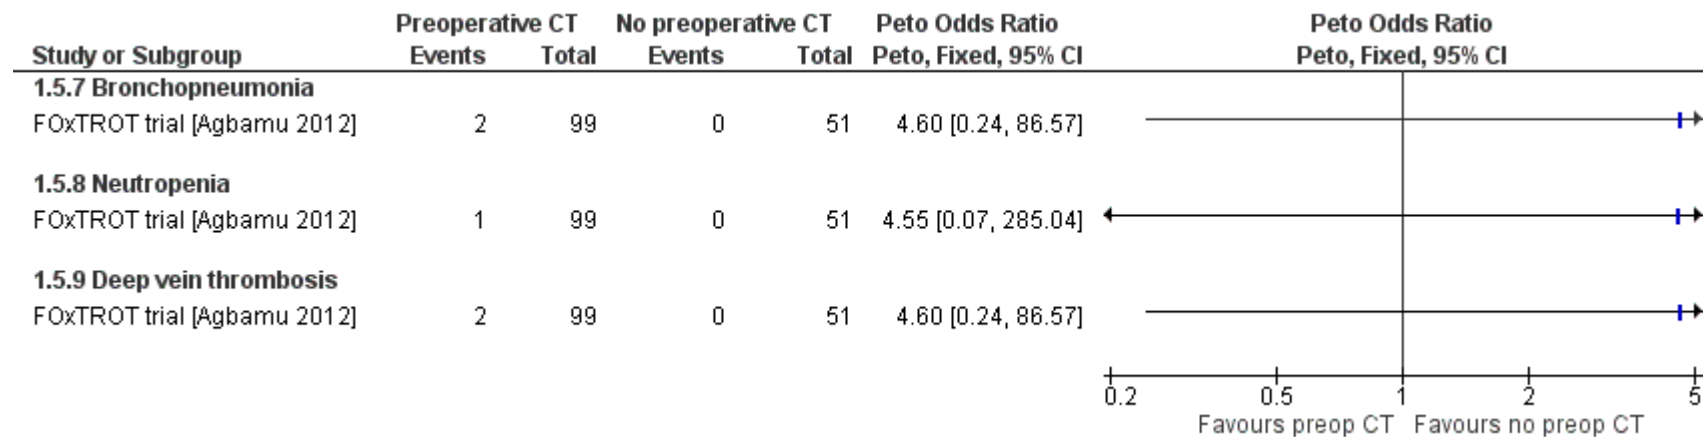 Preoperative CT No preoperative CT Peto Odds Ratio Peto Odds Ratio
Study or Subgroup Events Total Events Total Peto, Fixed, 95% CI Peto, Fixed, 95% CI
1.5.7 Bronchopneumonia
FOxTROT trial [Agbamu 2012] 2 99 0 51 4.60 [0.24, 86.57]
1.5.8 Neutropenia
FOxTROT trial [Agbamu 2012] 1 99 0 51 4.55 [0.07, 285.04]
1.5.9 Deep vein thrombosis
FOxTROT trial [Agbamu 2012] 2 99 0 51 4.60 [0.24, 86.57]
0.2 0.5 1 2 5
Favours preop CT Favours no preop CT